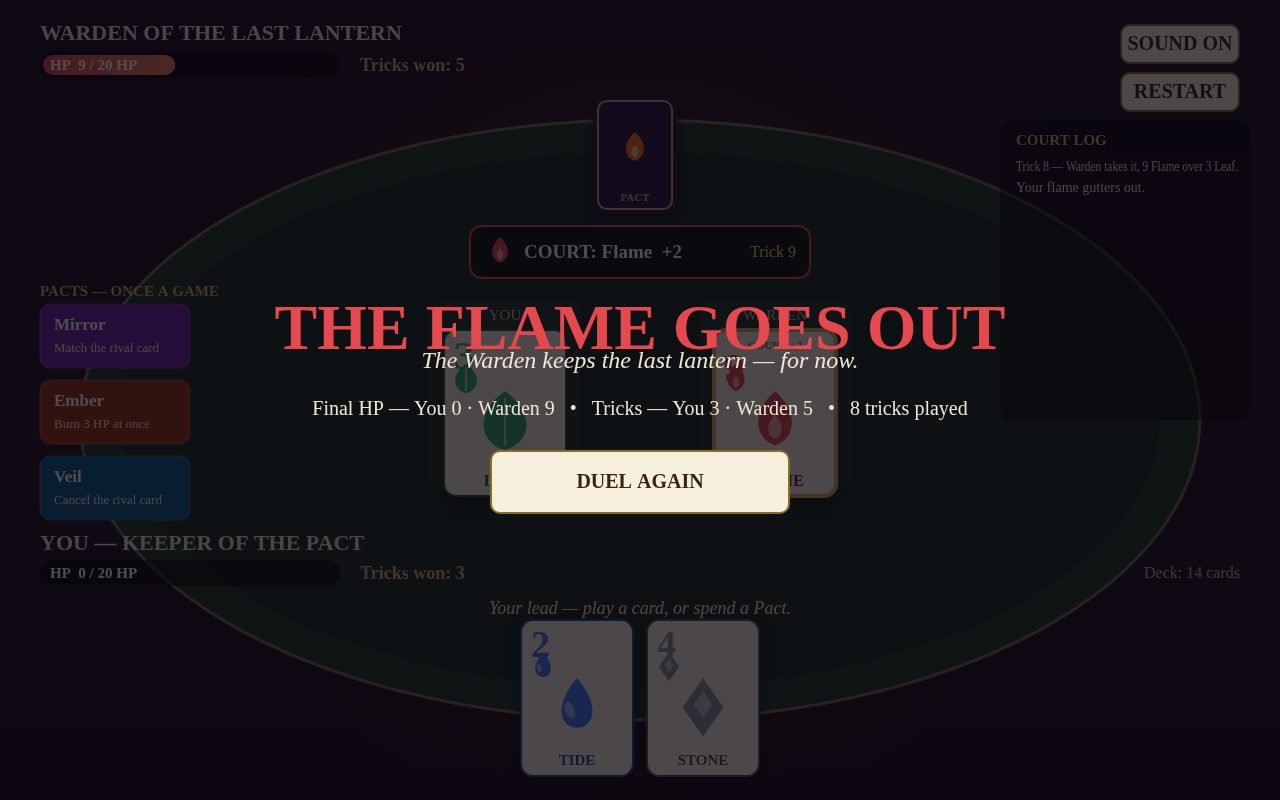 WARDEN OF THE LAST LANTERN
HP 9 / 20 HP
Tricks won: 5
SOUND ON
RESTART
PACT
COURT LOG
Trick 8 — Warden takes it, 9 Flame over 3 Leaf.
Your flame gutters out.
COURT: Flame +2
Trick 9
PACTS — ONCE A GAME
Mirror
Match the rival card
Ember
Burn 3 HP at once
Veil
Cancel the rival card
YOU
THE FLAME GOES OUT
The Warden keeps the last lantern — for now.
Final HP — You 0 · Warden 9 • Tricks — You 3 · Warden 5 • 8 tricks played
DUEL AGAIN
YOU — KEEPER OF THE PACT
HP 0 / 20 HP
Tricks won: 3
Deck: 14 cards
Your lead — play a card, or spend a Pact.
2
TIDE
4
STONE